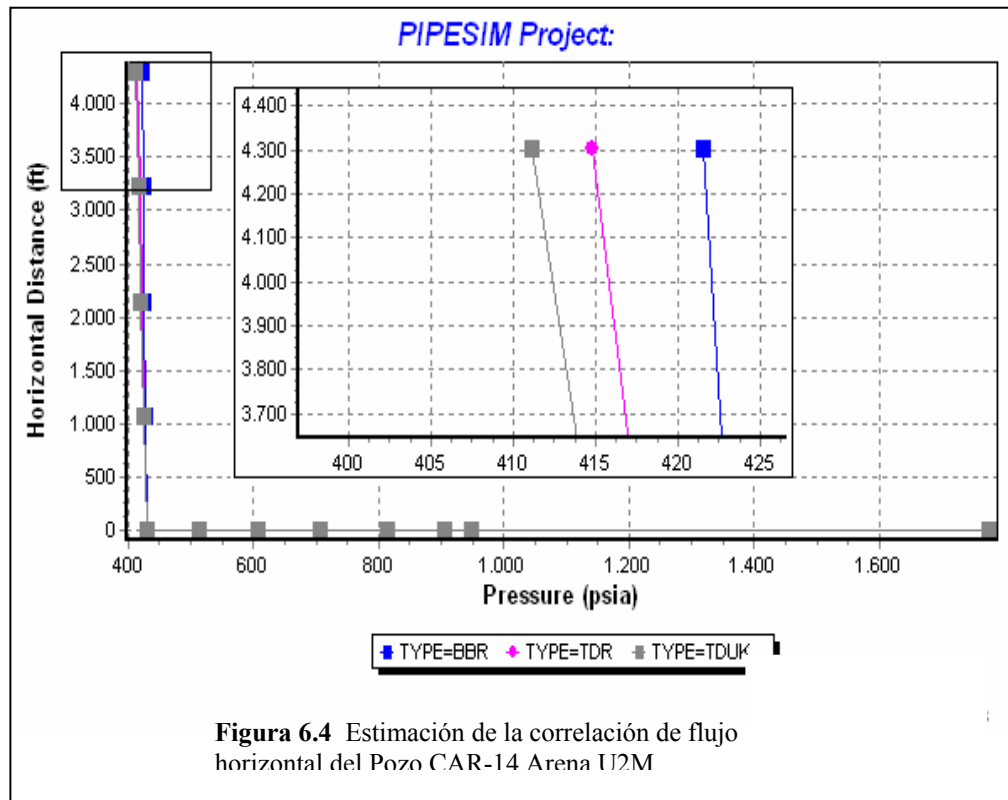 PIPESIM Project:
Horizontal Distance (ft)
4.000
3.500
3.000
2.500
2.000
1.500
1.000
500
0
4.400
4.300
4.200
4.100
4.000
3.900
3.800
3.700
400 405 410 415 420 425
400 600 800 1.000 1.200 1.400 1.600
Pressure (psia)
TYPE=BBR TYPE=TDR TYPE=TDUK
Figura 6.4 Estimación de la correlación de flujo
horizontal del Pozo CAR-14 Arena U2M